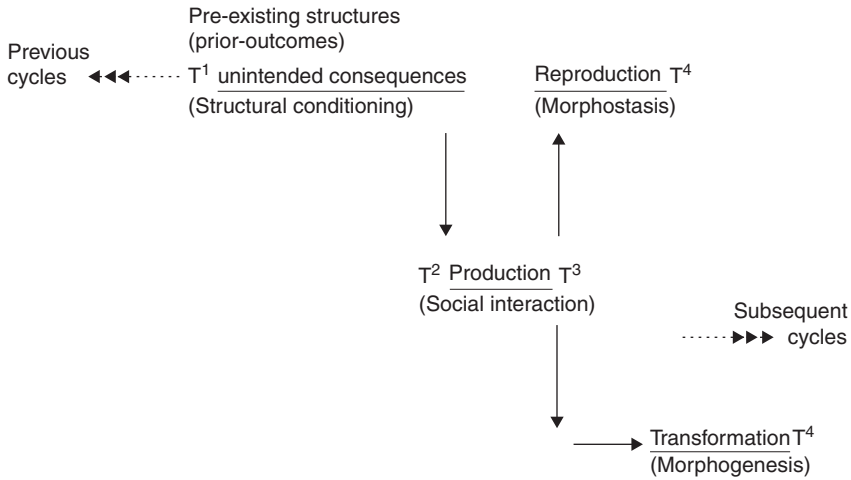 Pre-existing structures
(prior-outcomes)
Previous
cycles
T¹ unintended consequences
(Structural conditioning)
Reproduction T⁴
(Morphostasis)
T² Production T³
(Social interaction)
Subsequent
cycles
Transformation T⁴
(Morphogenesis)